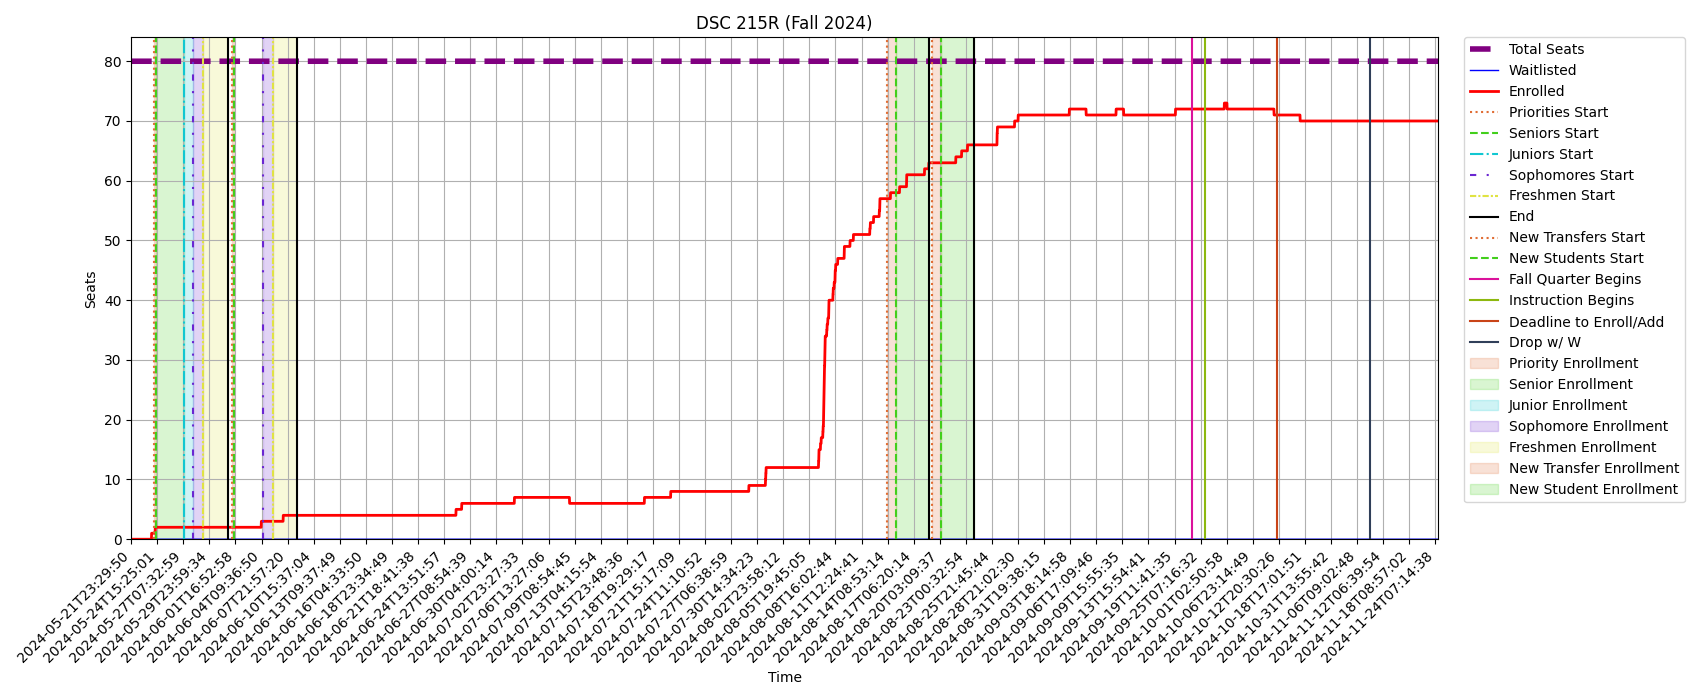 DSC 215R (Fall 2024)
Seats
80
70
60
50
40
30
20
10
0
2024-05-21T23:29:50
2024-05-24T15:25:01
2024-05-27T07:32:59
2024-05-29T23:59:34
2024-06-01T16:52:58
2024-06-04T09:36:50
2024-06-07T21:57:20
2024-06-10T15:37:04
2024-06-13T09:37:49
2024-06-16T04:33:50
2024-06-18T23:34:49
2024-06-21T18:41:38
2024-06-24T13:51:57
2024-06-27T08:54:39
2024-06-30T04:00:14
2024-07-02T23:27:33
2024-07-06T13:27:06
2024-07-09T08:54:45
2024-07-13T04:15:54
2024-07-15T23:48:36
2024-07-18T19:29:17
2024-07-21T15:17:09
2024-07-24T11:10:52
2024-07-27T06:38:59
2024-07-30T14:34:23
2024-08-02T23:58:12
2024-08-05T19:45:05
2024-08-08T16:02:44
2024-08-11T12:24:41
2024-08-14T08:53:14
2024-08-17T06:20:14
2024-08-20T03:09:37
2024-08-23T00:32:54
2024-08-25T21:45:44
2024-08-28T21:02:30
2024-08-31T19:38:15
2024-09-03T18:14:58
2024-09-06T17:09:46
2024-09-09T15:55:35
2024-09-13T15:54:41
2024-09-19T11:41:35
2024-09-25T07:16:32
2024-10-01T02:50:58
2024-10-06T23:14:49
2024-10-12T20:30:26
2024-10-18T17:01:51
2024-10-31T13:55:42
2024-11-06T09:02:48
2024-11-12T06:39:54
2024-11-18T08:57:02
2024-11-24T07:14:38
Time
Total Seats
Waitlisted
Enrolled
Priorities Start
Seniors Start
Juniors Start
Sophomores Start
Freshmen Start
End
New Transfers Start
New Students Start
Fall Quarter Begins
Instruction Begins
Deadline to Enroll/Add
Drop w/ W
Priority Enrollment
Senior Enrollment
Junior Enrollment
Sophomore Enrollment
Freshmen Enrollment
New Transfer Enrollment
New Student Enrollment